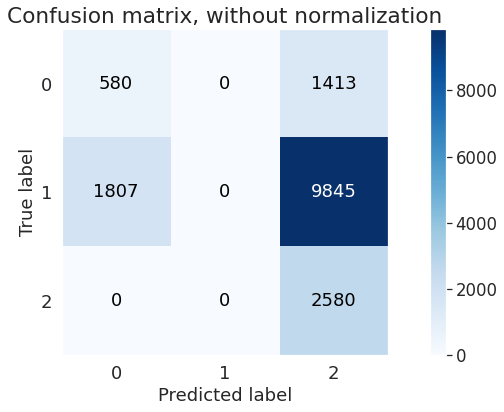 Confusion matrix, without normalization
0 580 0 1413
1 1807 0 9845
2 0 0 2580
0 1 2
True label
Predicted label
8000
6000
4000
2000
0